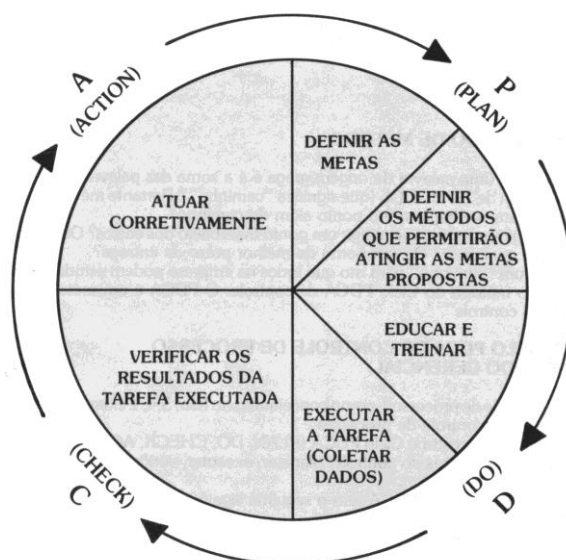 A
(ACTION)
P
(PLAN)
DEFINIR AS
METAS
DEFINIR
OS MÉTODOS
QUE PERMITIRÃO
ATINGIR AS METAS
PROPOSTAS
ATUAR
CORRETIVAMENTE
EDUCAR E
TREINAR
VERIFICAR OS
RESULTADOS DA
TAREFA EXECUTADA
EXECUTAR
A TAREFA
(COLETAR
DADOS)
(CHECK)
C
(DO)
D